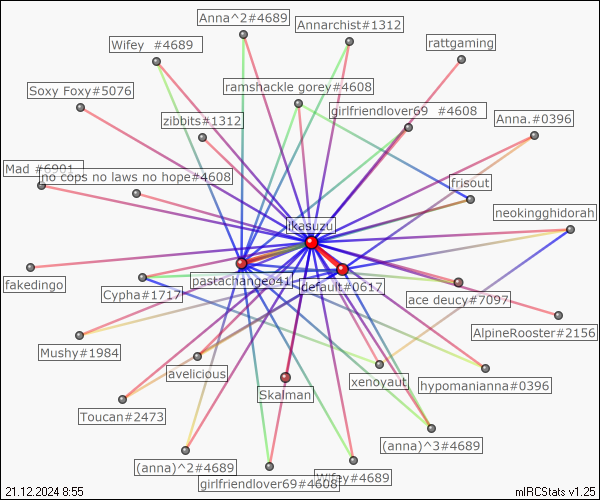 Anna^2#4689
Annarchist#1312
Wifey #4689
rattgaming
Soxy Foxy#5076
ramshackle gorey#4608
girlfriendlover69 #4608
zibbits#1312
Anna.#0396
Mad #6901
no cops no laws no hope#4608
frisout
neokingghidorah
ikasuzu
fakedingo
pastachangeo41
default#0617
Cypha#1717
ace deucy#7097
AlpineRooster#2156
Mushy#1984
avelicious
xenoyaut
hypomanianna#0396
Skalman
Toucan#2473
(anna)^3#4689
(anna)^2#4689
Wifey#4689
girlfriendlover69#4608
21.12.2024 8:55
mIRCStats v1.25